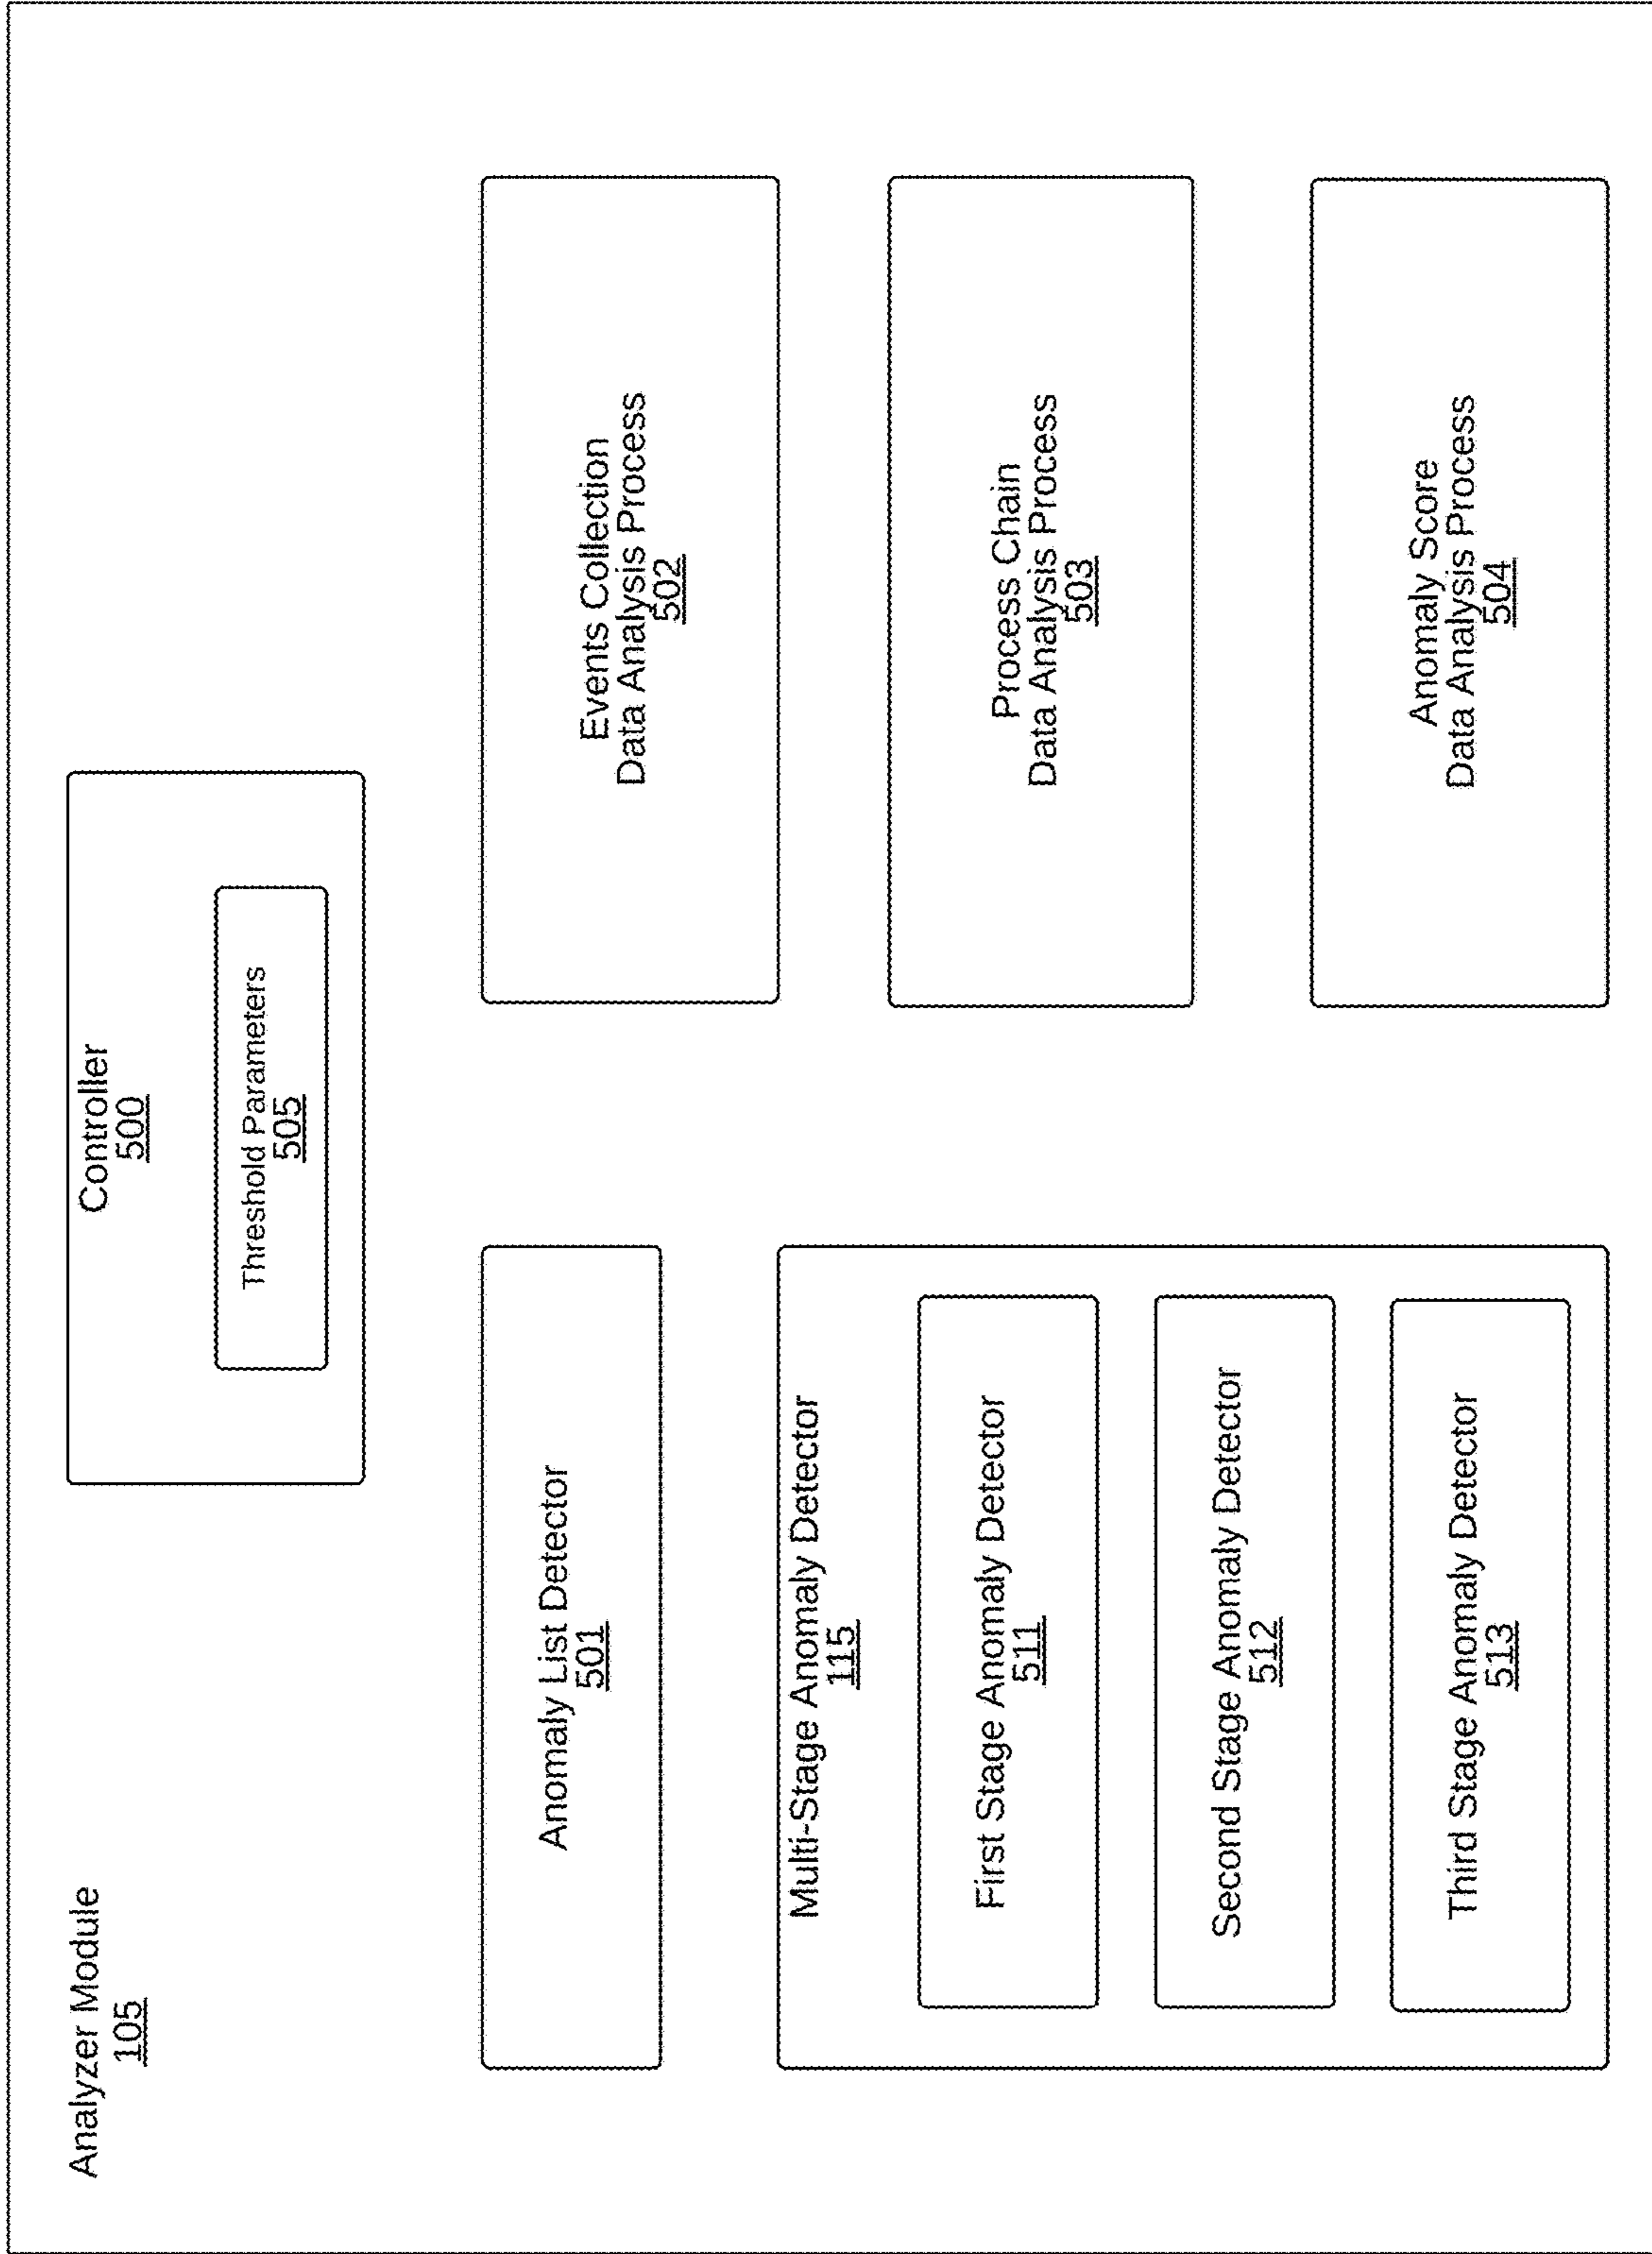 Analyzer Module
105
Controller
500
Threshold Parameters
505
Anomaly List Detector
501
Multi-Stage Anomaly Detector
115
First Stage Anomaly Detector
511
Second Stage Anomaly Detector
512
Third Stage Anomaly Detector
513
Events Collection
Data Analysis Process
502
Process Chain
Data Analysis Process
503
Anomaly Score
Data Analysis Process
504